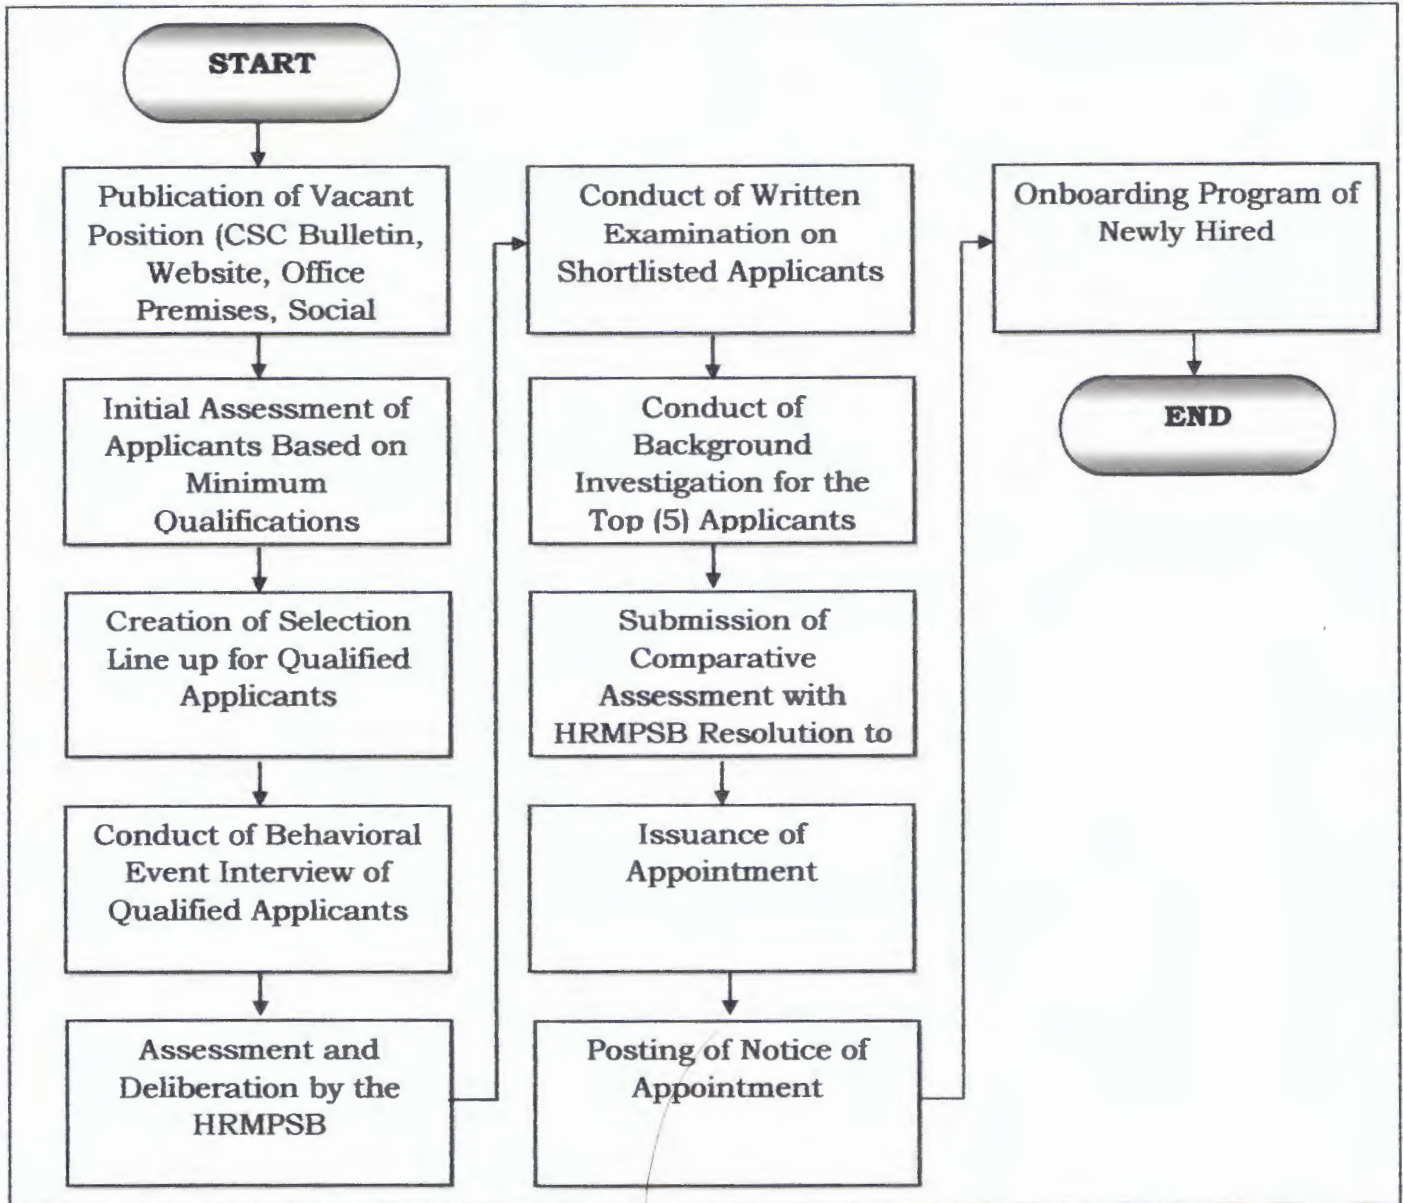 START
Publication of Vacant
Position (CSC Bulletin,
Website, Office
Premises, Social
Initial Assessment of
Applicants Based on
Minimum
Qualifications
Creation of Selection
Line up for Qualified
Applicants
Conduct of Behavioral
Event Interview of
Qualified Applicants
Assessment and
Deliberation by the
HRMPSB
Conduct of Written
Examination on
Shortlisted Applicants
Conduct of
Background
Investigation for the
Top (5) Applicants
Submission of
Comparative
Assessment with
HRMPSB Resolution to
Issuance of
Appointment
Posting of Notice of
Appointment
Onboarding Program of
Newly Hired
END